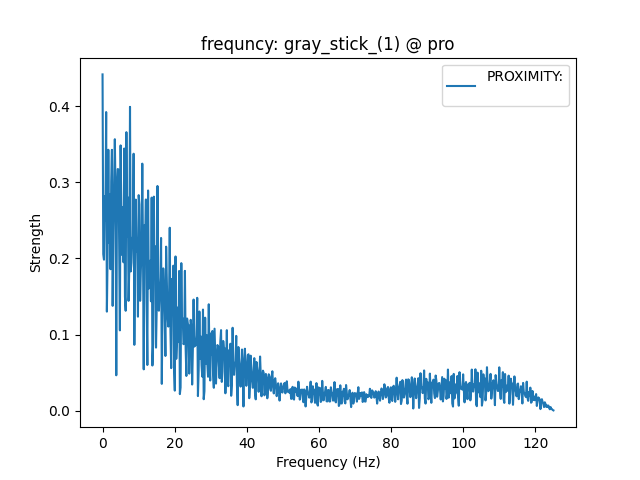 frequncy: gray_stick_(1) @ pro
PROXIMITY:
Strength
0.4
0.3
0.2
0.1
0.0
0 20 40 60 80 100 120
Frequency (Hz)